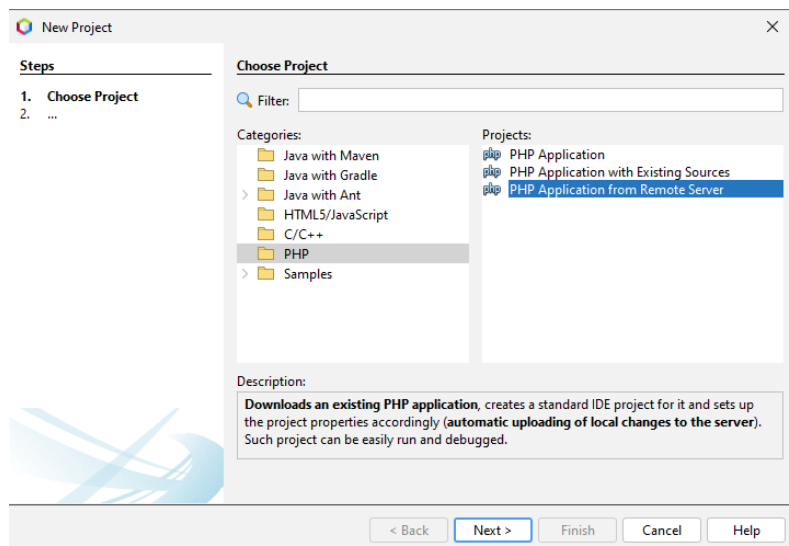 New Project
Steps
1. Choose Project
2. ...
Choose Project
Filter:
Categories:
Java with Maven
Java with Gradle
Java with Ant
HTML5/JavaScript
C/C++
PHP
Samples
Projects:
php PHP Application
php PHP Application with Existing Sources
php PHP Application from Remote Server
Description:
Downloads an existing PHP application, creates a standard IDE project for it and sets up
the project properties accordingly (automatic uploading of local changes to the server).
Such project can be easily run and debugged.
< Back Next > Finish Cancel Help